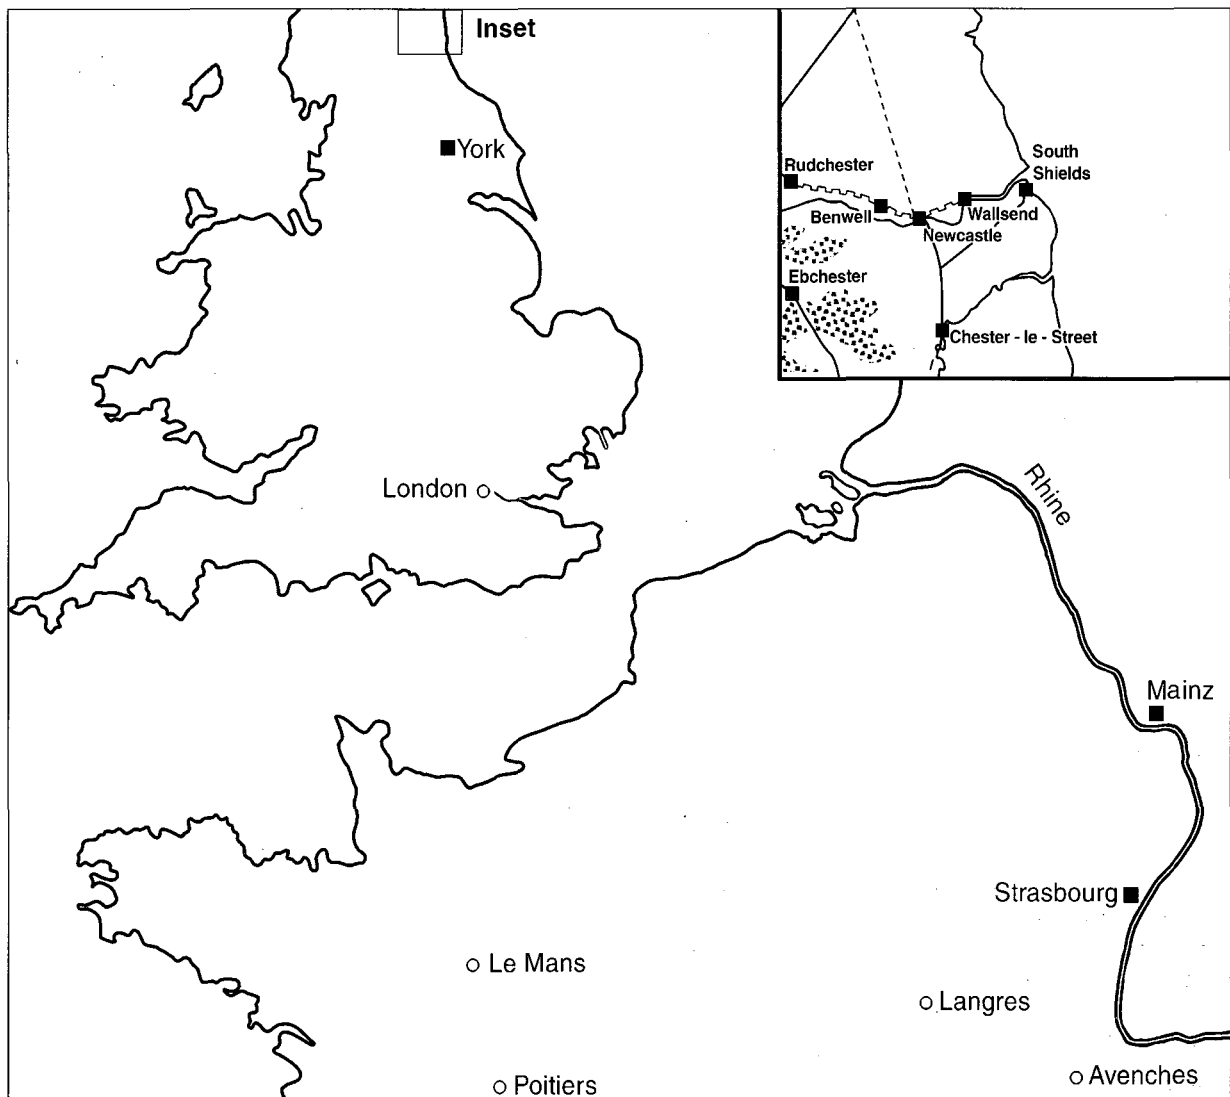 Inset
York
South
Shields
Rudchester
Wallsend
Benwell
Newcastle
Ebchester
Chester - le - Street
London
Rhine
Mainz
Strasbourg
Le Mans
Langres
Avenches
Poitiers